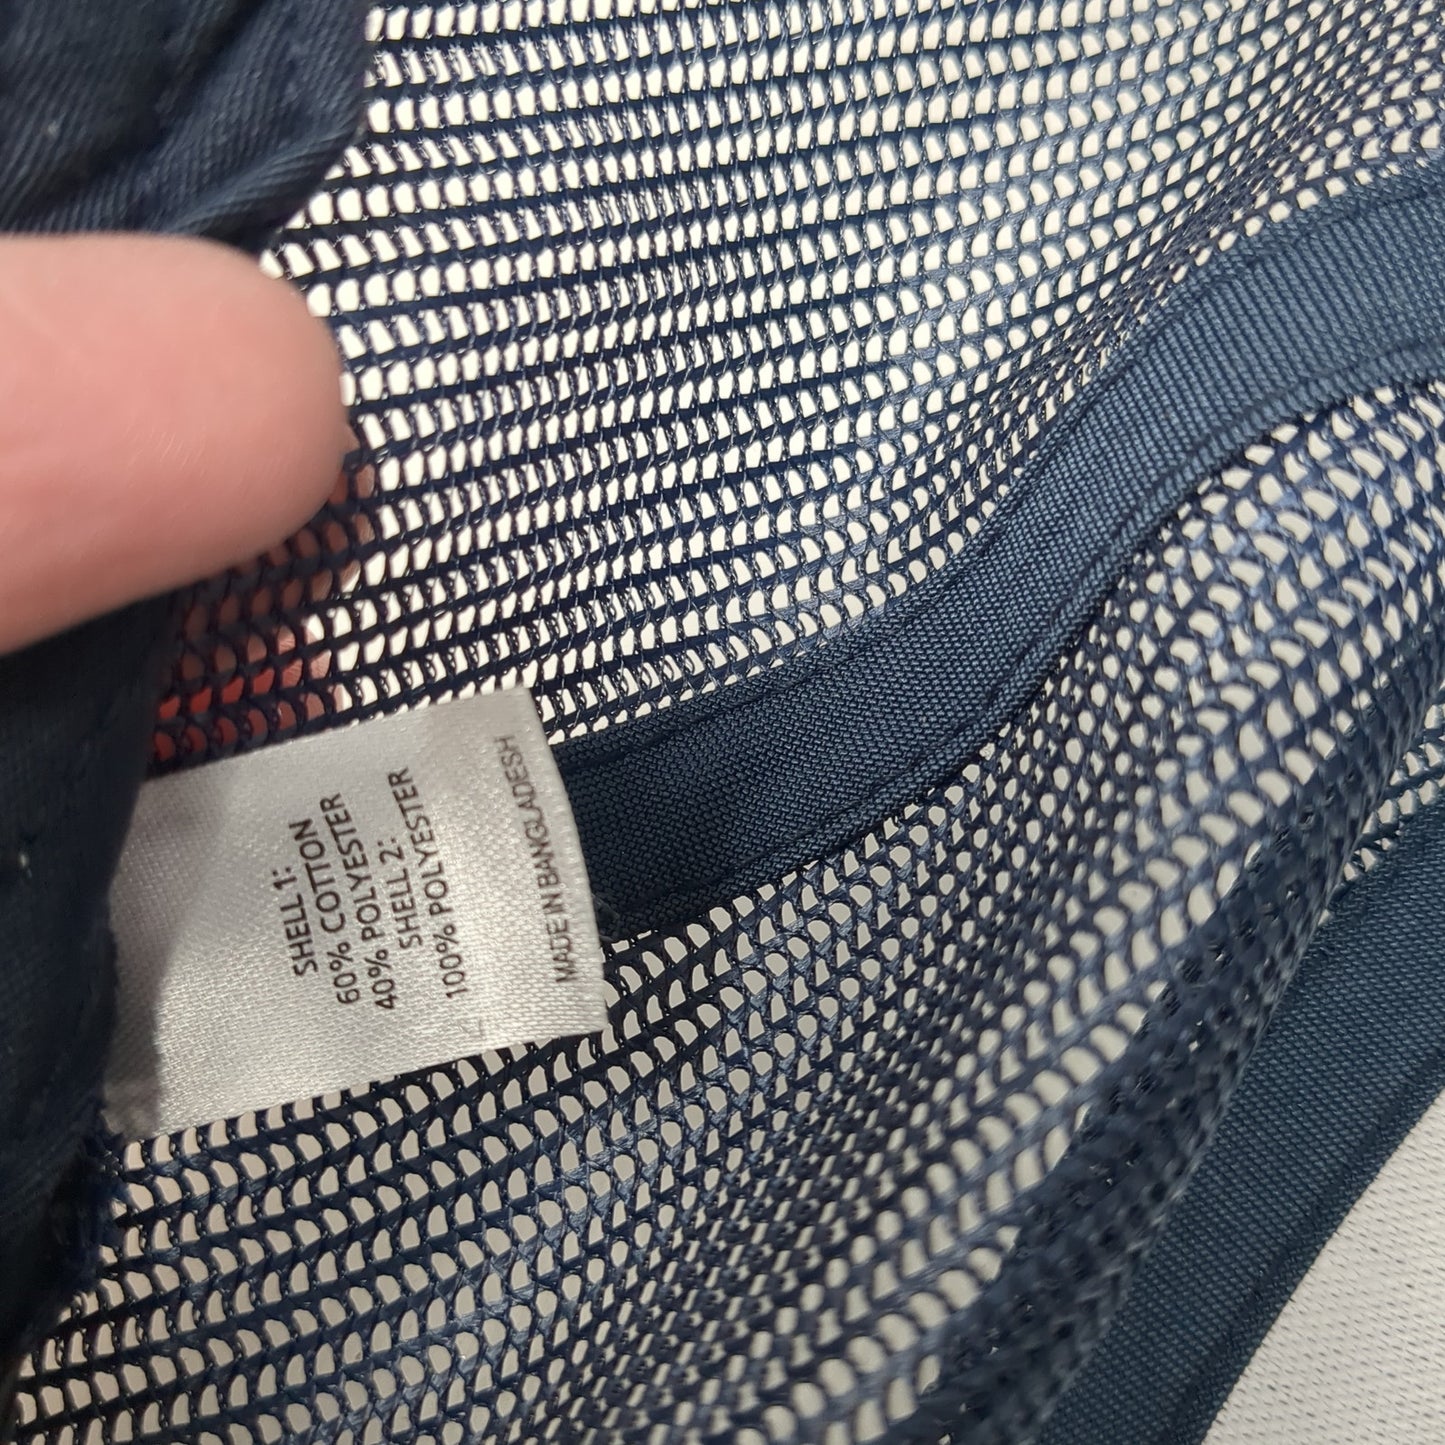 SHELL 1:
60% COTTON
40% POLYESTER
SHELL 2:
100% POLYESTER
MADE IN BANGLADESH